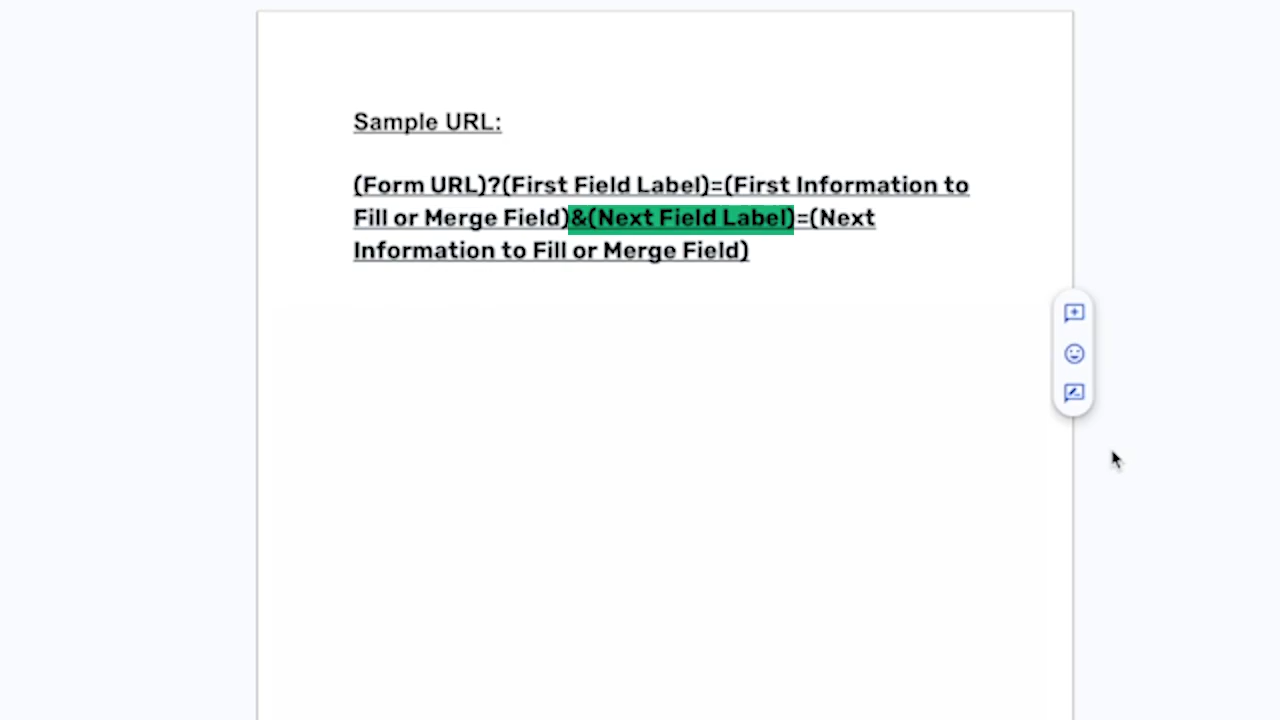 Sample URL:
(Form URL)?(First Field Label)=(First Information to
Fill or Merge Field)&(Next Field Label)=(Next
Information to Fill or Merge Field)